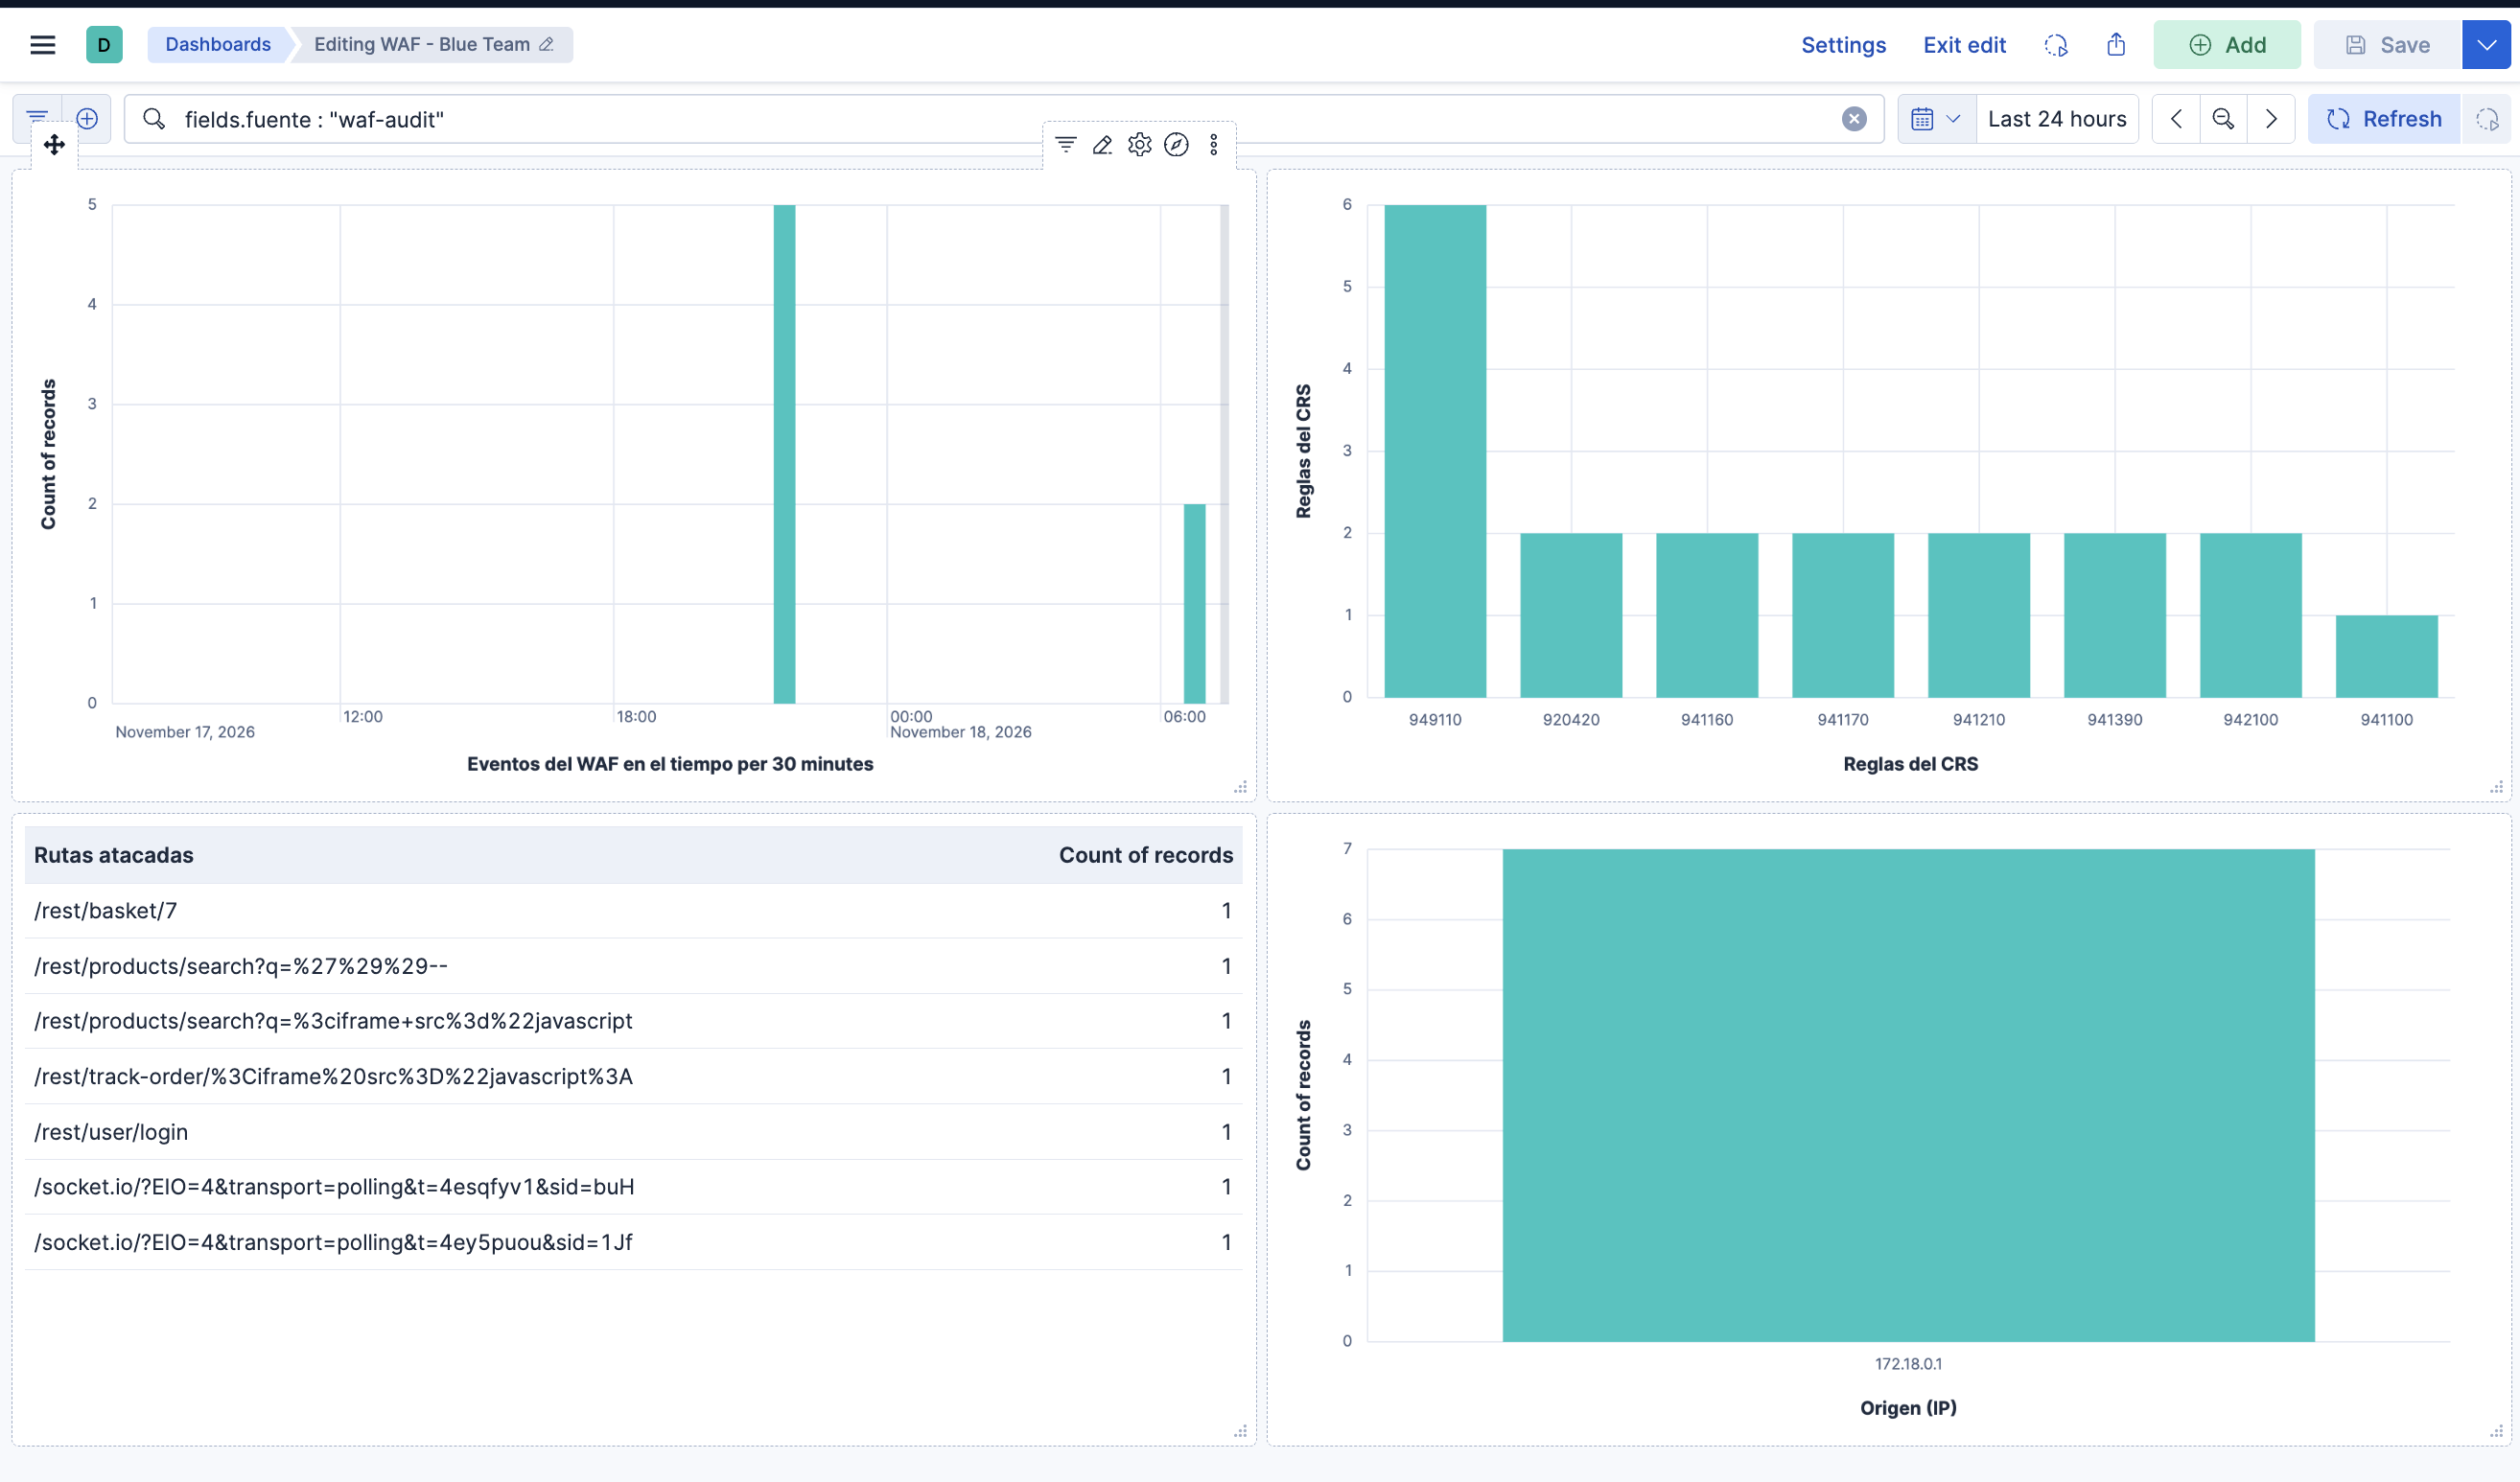 D
Dashboards
Editing WAF - Blue Team
Settings
Exit edit
Add
Save
fields.fuente : "waf-audit"
Last 24 hours
Refresh
5
4
3
2
1
0
Count of records
12:00
18:00
00:00
06:00
November 17, 2026
November 18, 2026
Eventos del WAF en el tiempo per 30 minutes
6
5
4
3
2
1
0
Reglas del CRS
949110
920420
941160
941170
941210
941390
942100
941100
Reglas del CRS
Rutas atacadas Count of records
/rest/basket/7 1
/rest/products/search?q=%27%29%29-- 1
/rest/products/search?q=%3ciframe+src%3d%22javascript 1
/rest/track-order/%3Ciframe%20src%3D%22javascript%3A 1
/rest/user/login 1
/socket.io/?EIO=4&transport=polling&t=4esqfyv1&sid=buH 1
/socket.io/?EIO=4&transport=polling&t=4ey5puou&sid=1Jf 1
7
6
5
4
3
2
1
0
Count of records
172.18.0.1
Origen (IP)